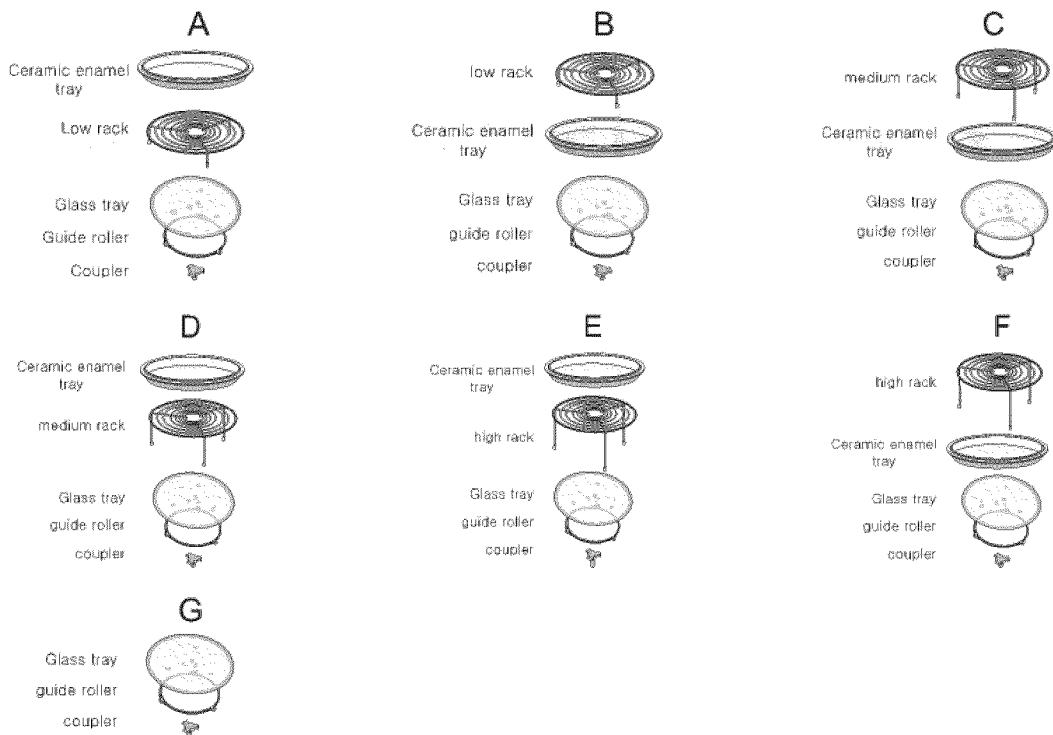 A
Ceramic enamel
tray
Low rack
Glass tray
Guide roller
Coupler
B
low rack
Ceramic enamel
tray
Glass tray
guide roller
coupler
C
medium rack
Ceramic enamel
tray
Glass tray
guide roller
coupler
D
Ceramic enamel
tray
medium rack
Glass tray
guide roller
coupler
E
Ceramic enamel
tray
high rack
Glass tray
guide roller
coupler
F
high rack
Ceramic enamel
tray
Glass tray
guide roller
coupler
G
Glass tray
guide roller
coupler